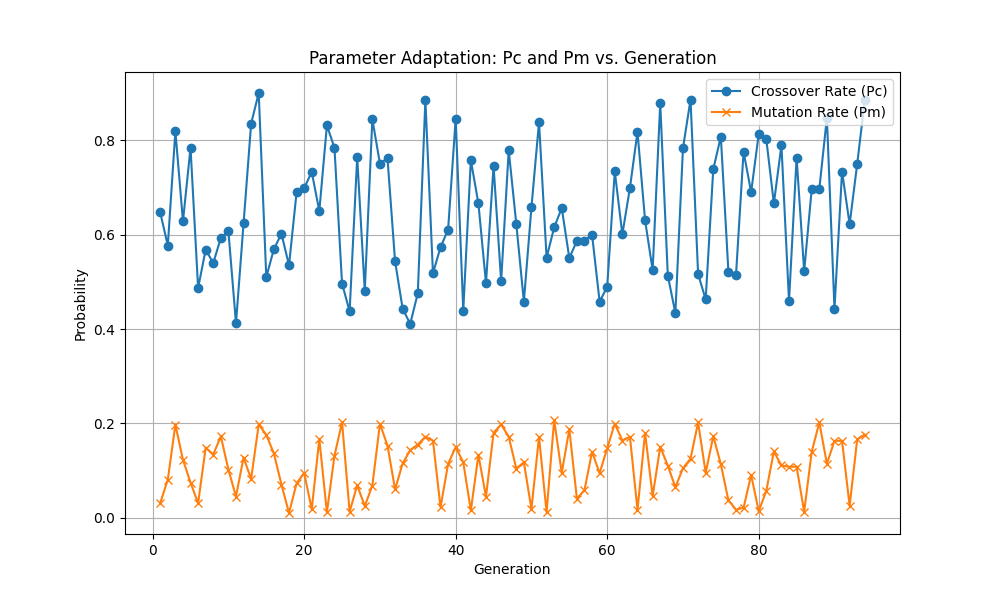 Parameter Adaptation: Pc and Pm vs. Generation
Crossover Rate (Pc)
Mutation Rate (Pm)
Probability
0.8
0.6
0.4
0.2
0.0
0 20 40 60 80
Generation